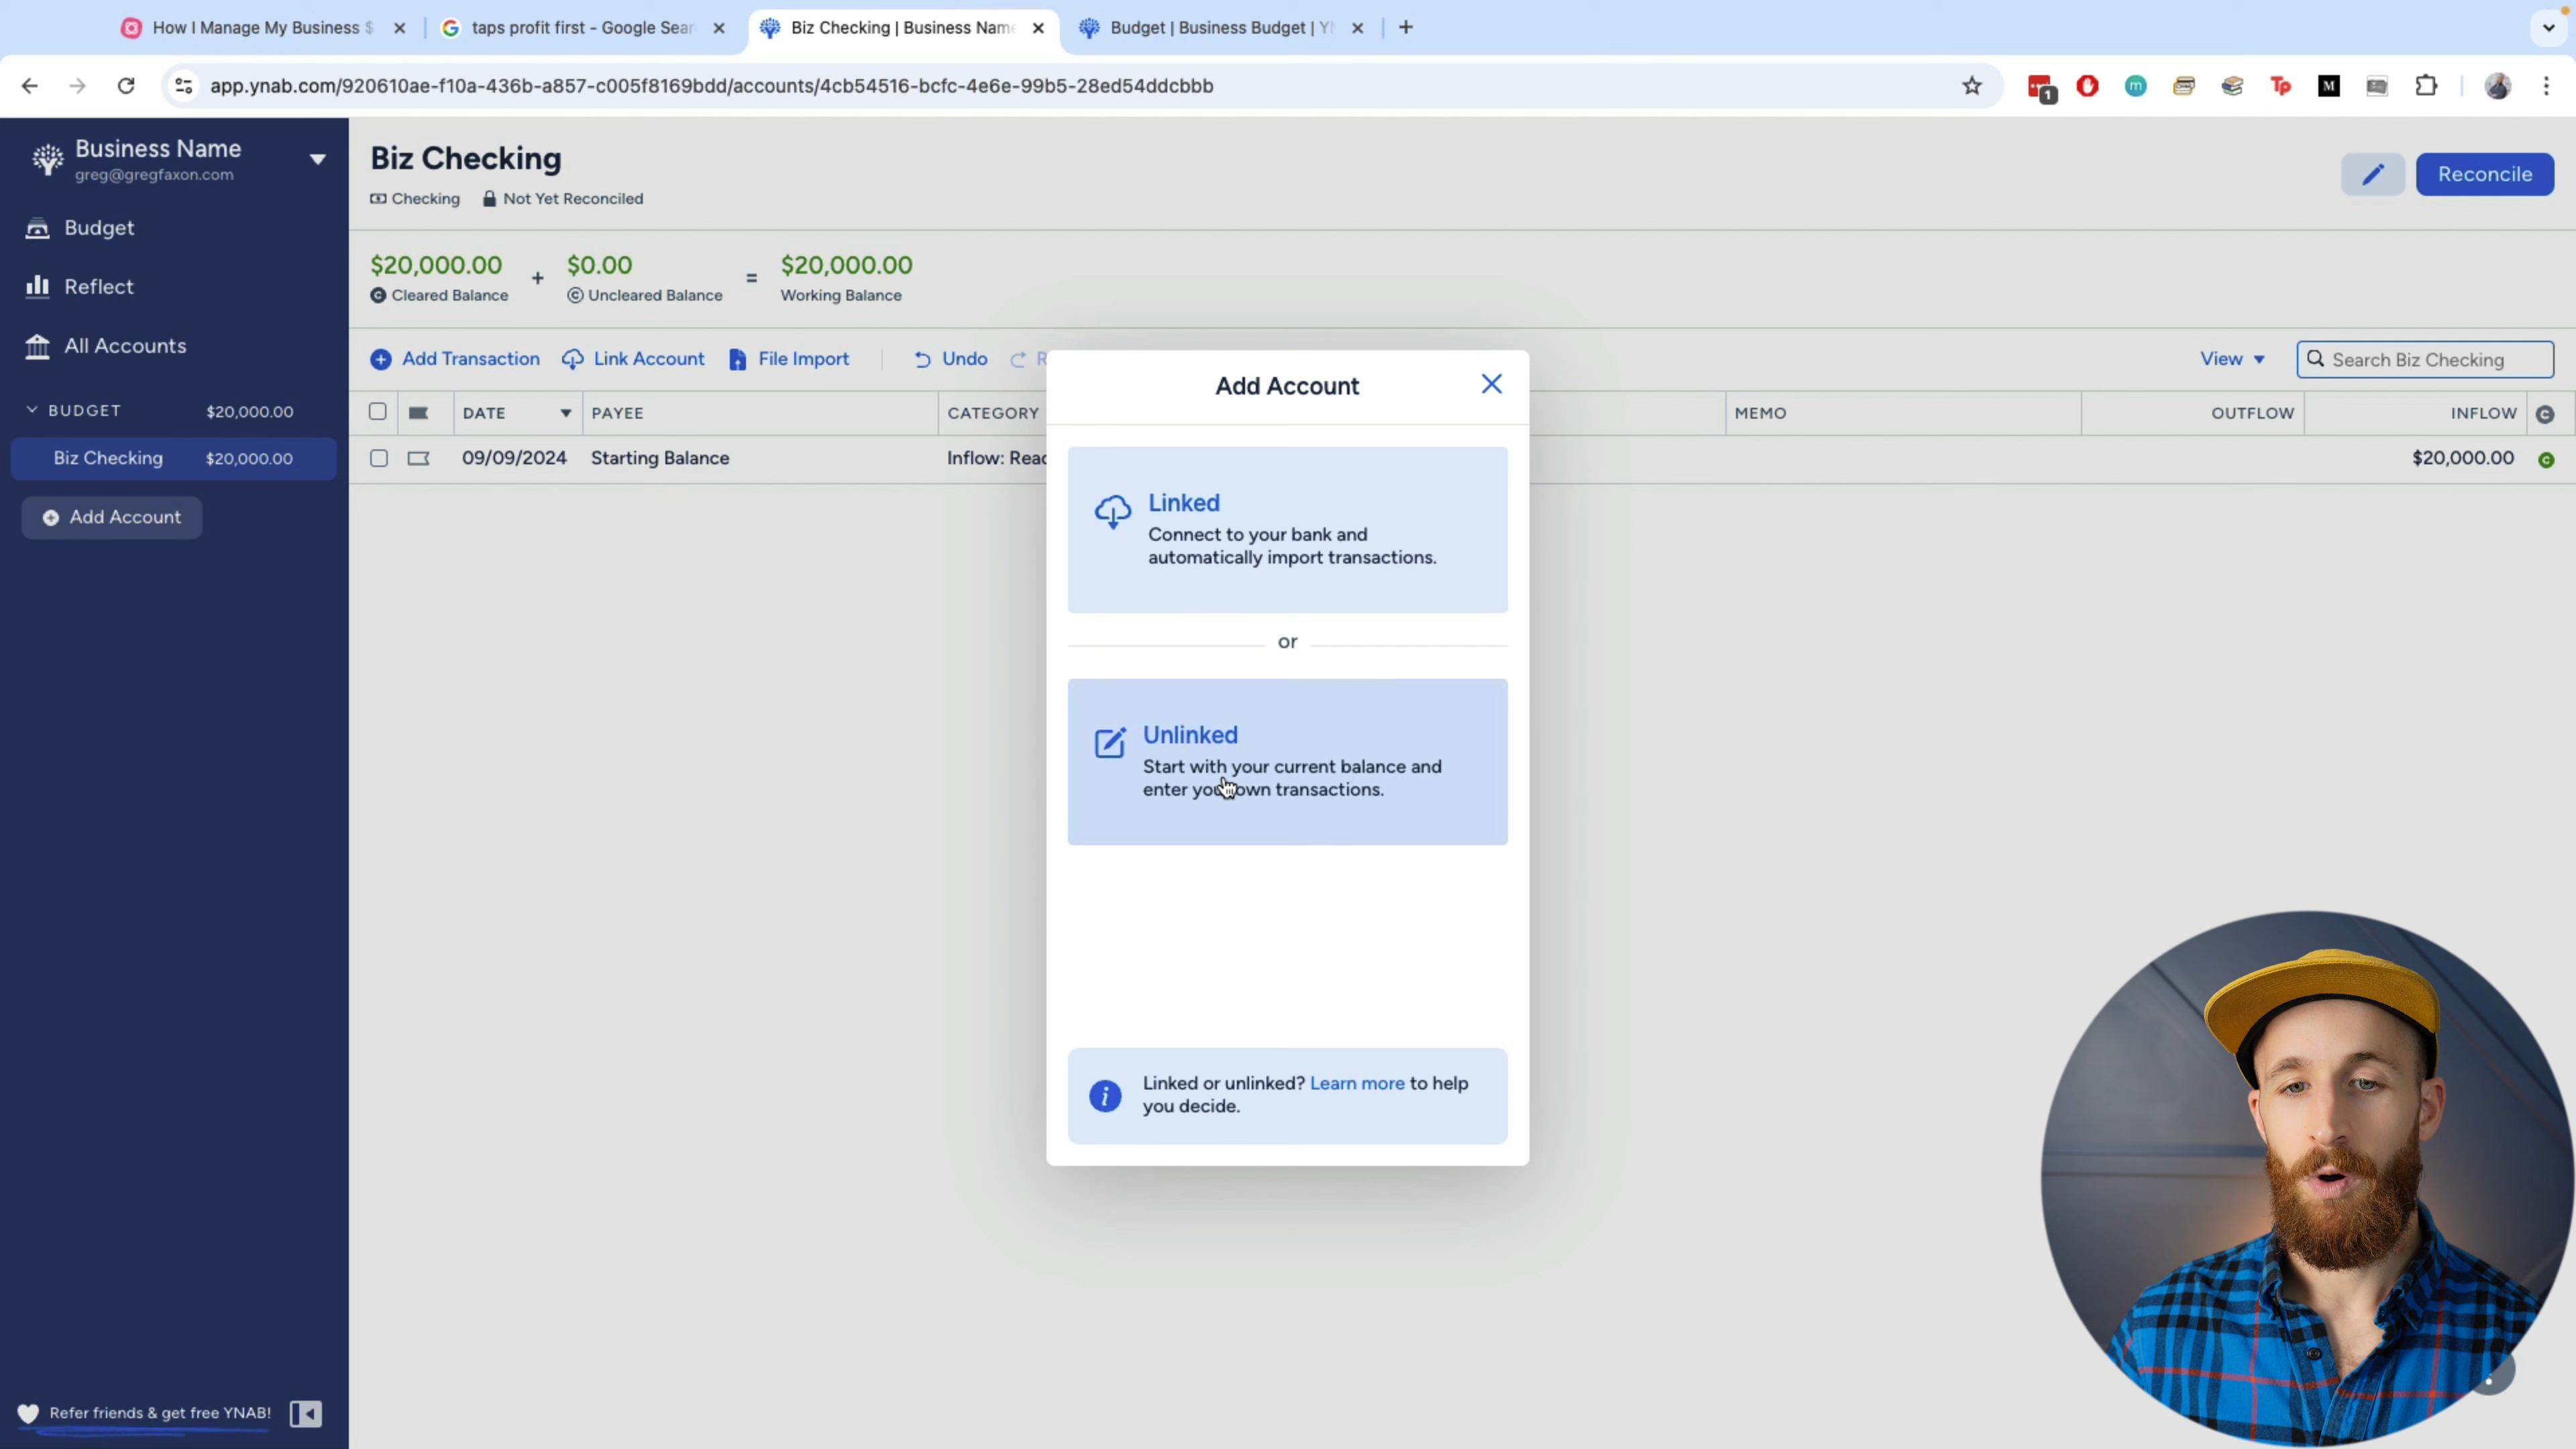 How I Manage My Business $
taps profit first - Google Sear
Biz Checking | Business Name
Budget | Business Budget | YN
app.ynab.com/920610ae-f10a-436b-a857-c005f8169bdd/accounts/4cb54516-bcfc-4e6e-99b5-28ed54ddcbbb
1
m
Tp
M
Business Name
greg@gregfaxon.com
Budget
Reflect
All Accounts
BUDGET $20,000.00
Biz Checking $20,000.00
Add Account
Refer friends & get free YNAB!
Biz Checking
Checking Not Yet Reconciled
Reconcile
$20,000.00 + $0.00 = $20,000.00
Cleared Balance Uncleared Balance Working Balance
Add Transaction Link Account File Import Undo R
View Search Biz Checking
DATE PAYEE CATEGORY MEMO OUTFLOW INFLOW
09/09/2024 Starting Balance Inflow: Read $20,000.00
Add Account
Linked
Connect to your bank and
automatically import transactions.
or
Unlinked
Start with your current balance and
enter your own transactions.
Linked or unlinked? Learn more to help
you decide.